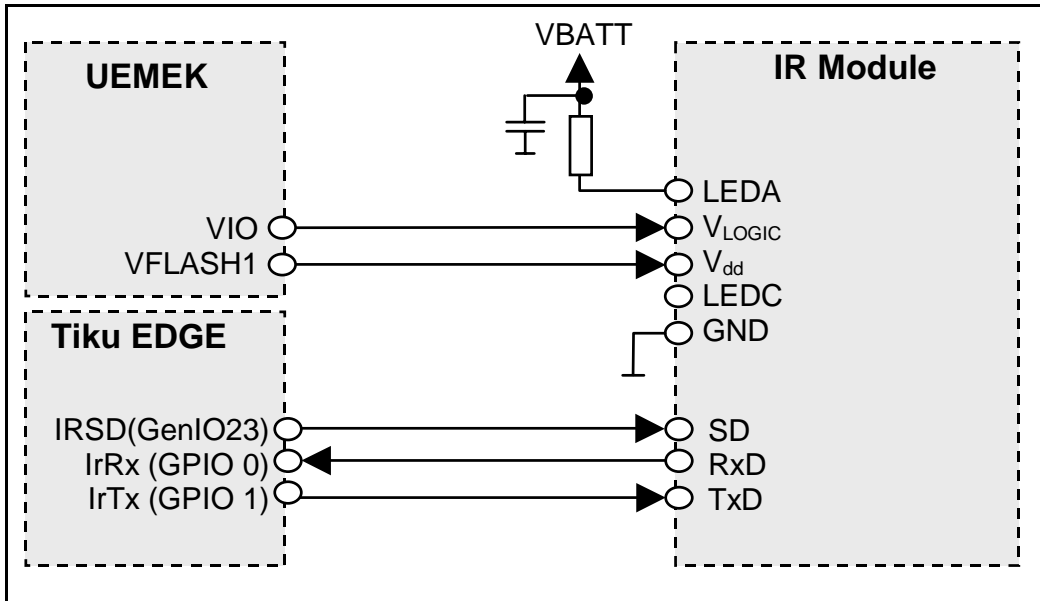 VBATT
UEMEK
VIO
VFLASH1
Tiku EDGE
IRSD(GenIO23)
IrRx (GPIO 0)
IrTx (GPIO 1)
IR Module
LEDA
VLOGIC
Vdd
LEDC
GND
SD
RxD
TxD